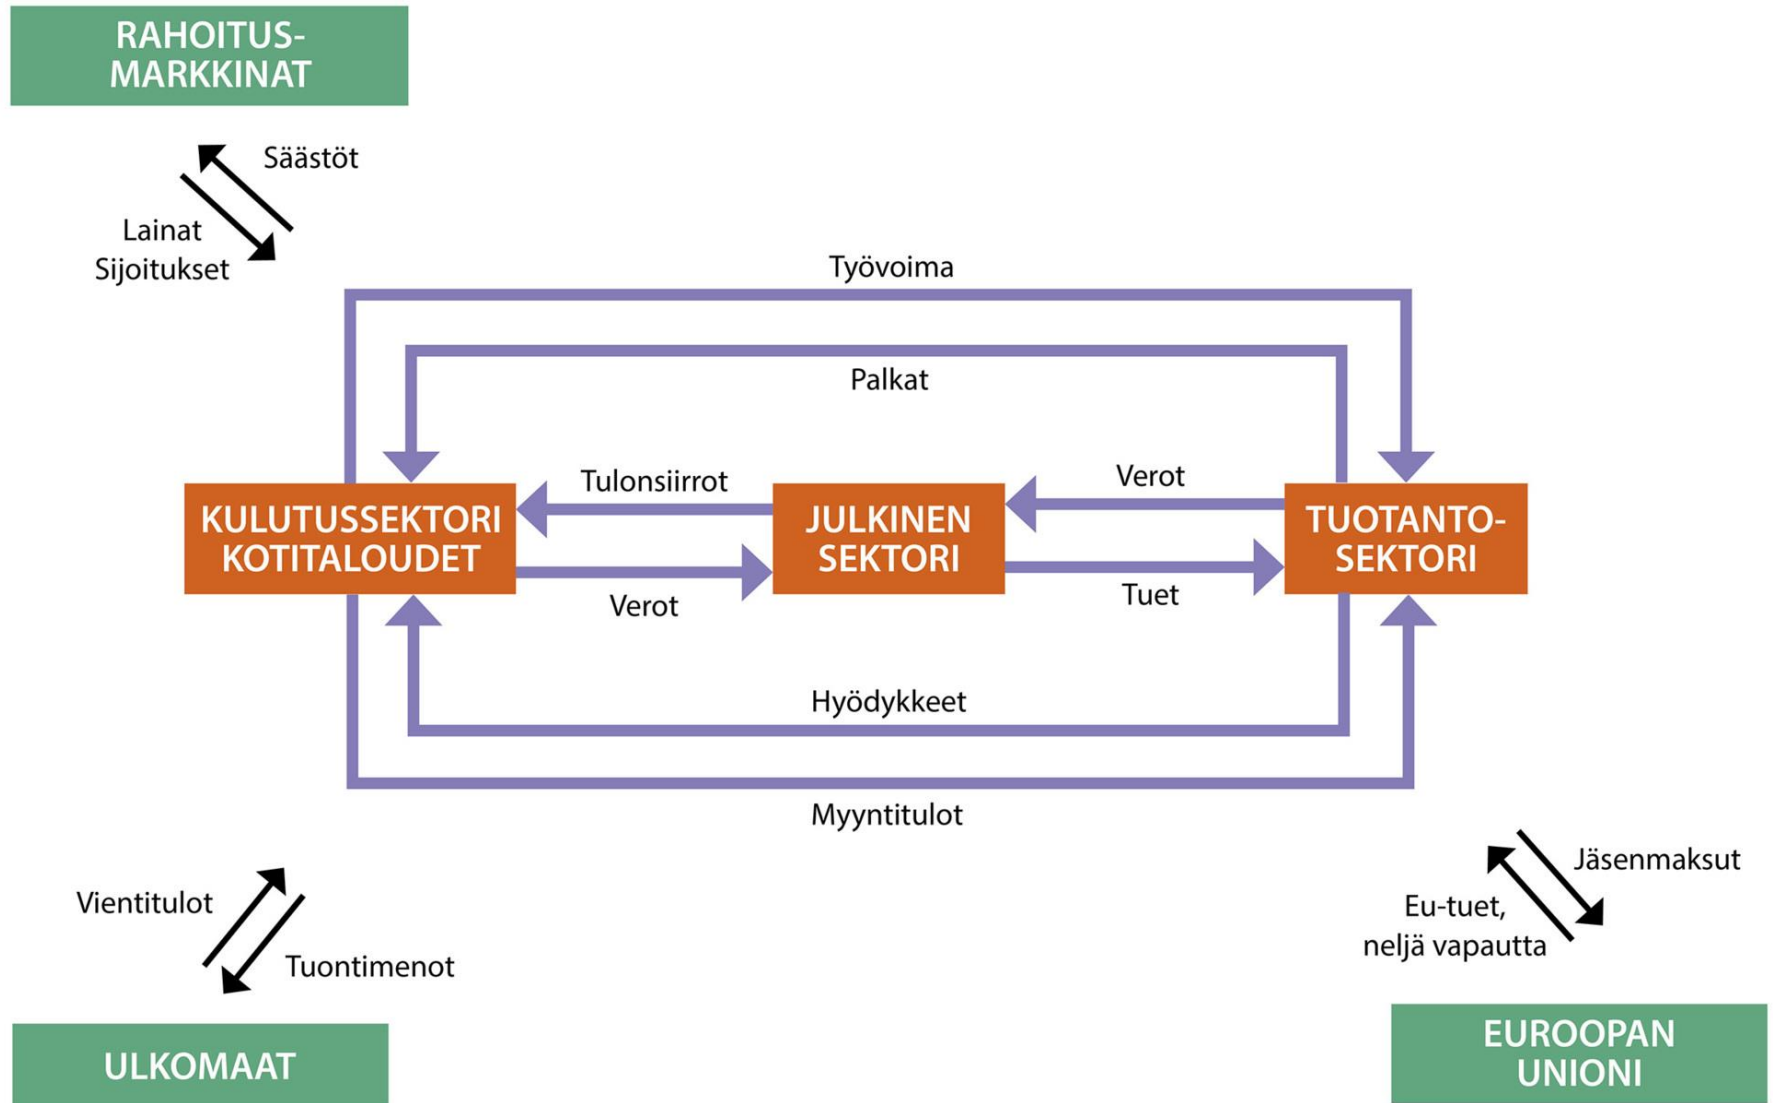 RAHOITUS-
MARKKINAT
Säästöt
Lainat
Sijoitukset
Työvoima
Palkat
Tulonsiirrot
Verot
KULUTUSSEKTORI
KOTITALOUDET
JULKINEN
SEKTORI
TUOTANTO-
SEKTORI
Verot
Tuet
Hyödykkeet
Myyntitulot
Vientitulot
Tuontimenot
Jäsenmaksut
Eu-tuet,
neljä vapautta
ULKOMAAT
EUROOPAN
UNIONI